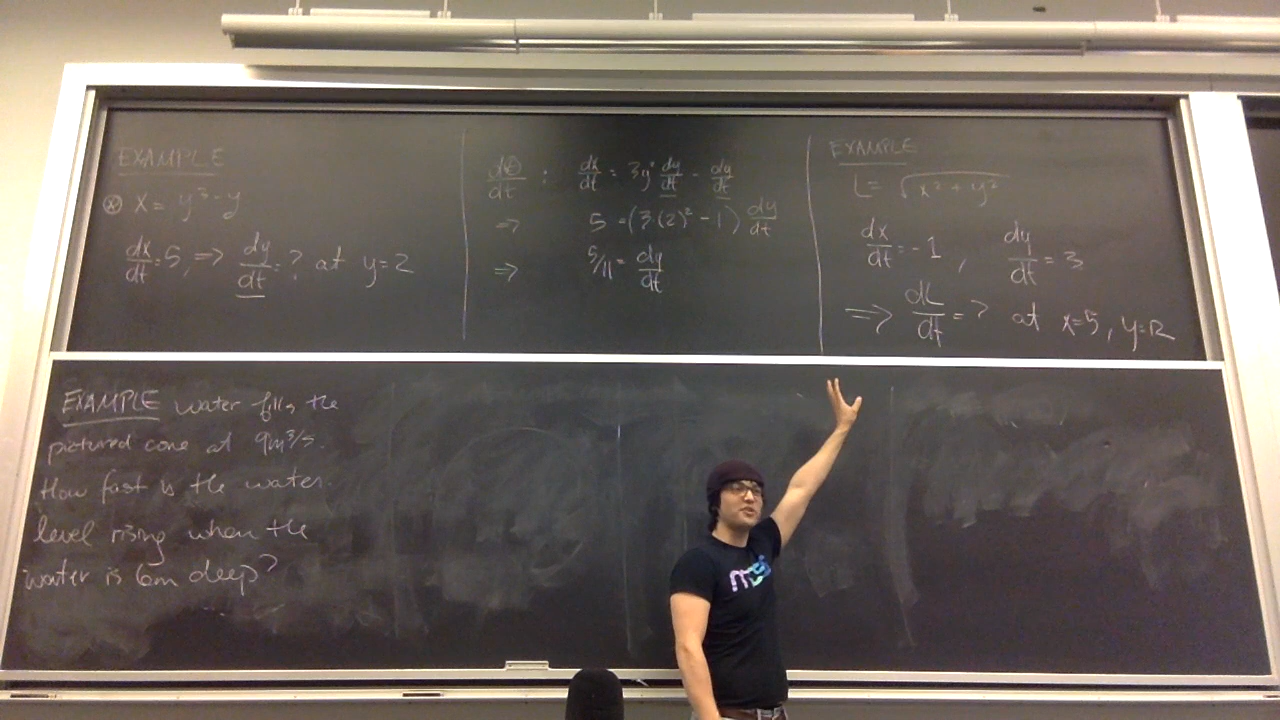 EXAMPLE
⊛ x = y³-y
dx/dt = 5, ⇒ dy/dt = ? at y=2
d⊛/dt : dx/dt = 3y² dy/dt - dy/dt
⇒ 5 = (3(2)² - 1) dy/dt
⇒ 5/11 = dy/dt
EXAMPLE
L = √x² + y²
dx/dt = -1, dy/dt = 3
⇒ dL/dt = ? at x=5, y=12
EXAMPLE water fills the
pictured cone at 9m³/s.
How fast is the water
level rising when the
water is 6m deep?